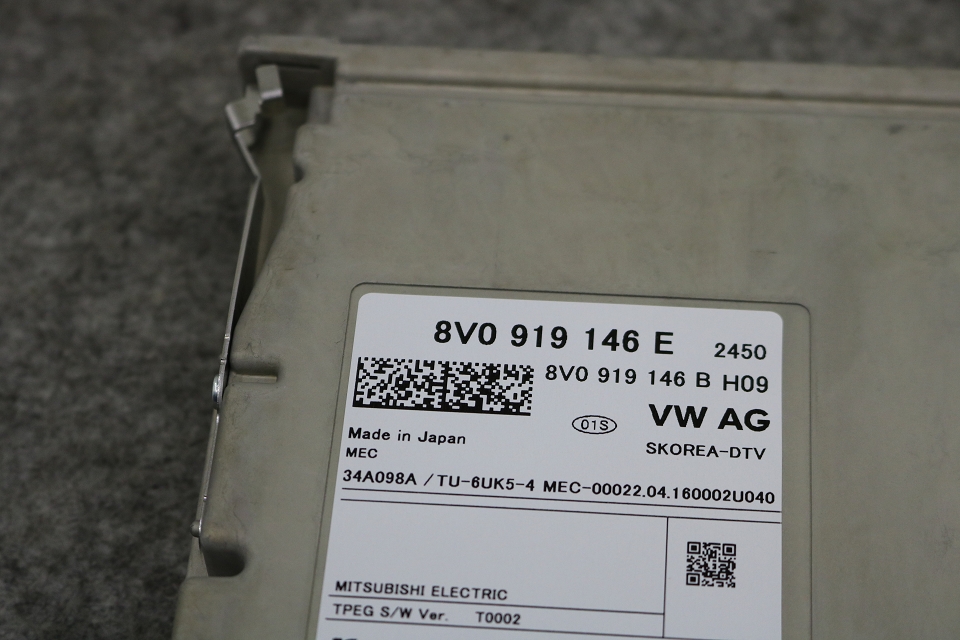 8V0 919 146 E 2450
8V0 919 146 B H09
01S VW AG
Made in Japan SKOREA-DTV
MEC
34A098A / TU-6UK5-4 MEC-00022.04.160002U040
MITSUBISHI ELECTRIC
TPEG S/W Ver. T0002